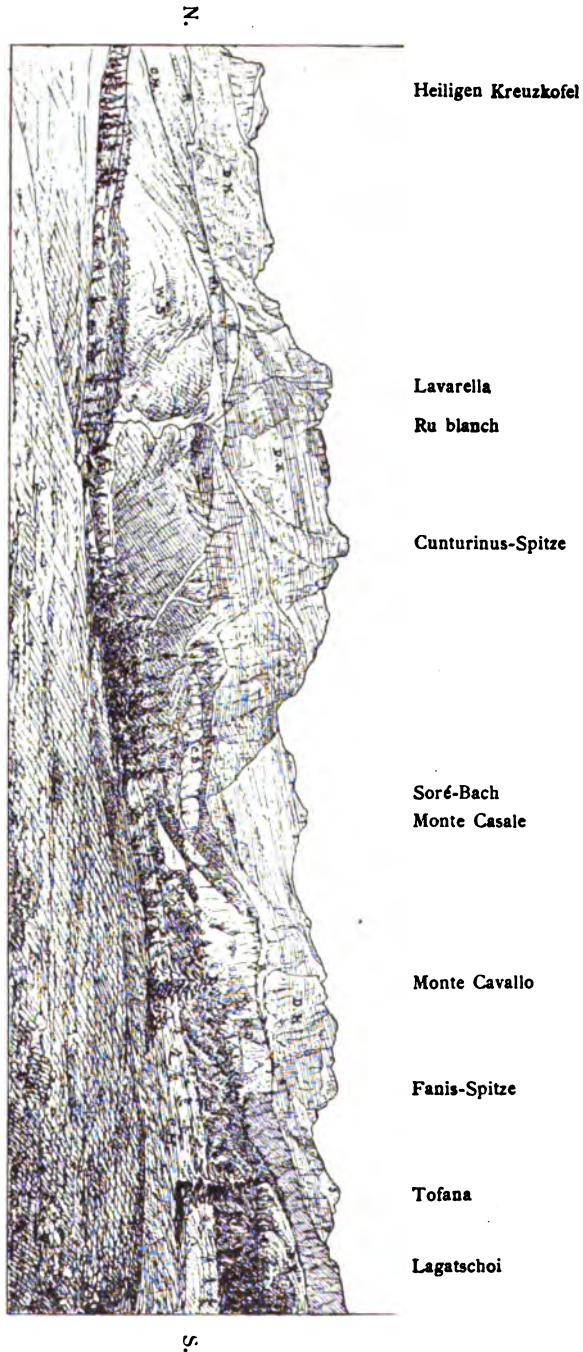 N.
Heiligen Kreuzkofel
Lavarella
Ru blanch
Cunturinus-Spitze
Soré-Bach
Monte Casale
Monte Cavallo
Fanis-Spitze
Tofana
Lagatschoi
S.
D. K.
D. K.
D. K.